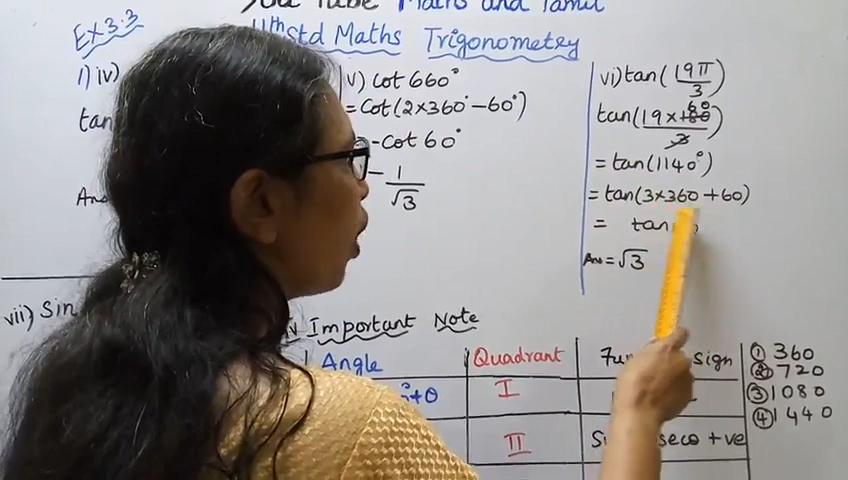 You Tube Maths and Tamil
Ex 3.3
11th Std Maths Trigonometry
1) iv)
tan
Ans
v) cot 660°
= Cot(2×360° - 60°)
= -cot 60°
- 1/√3
vi) tan(19π/3)
tan(19×180/3) 60
= tan(1140°)
= tan(3×360+60)
= tan
Ans = √3
vii) Sin
Important Note
Angle Quadrant sign
+θ I
II +ve
① 360
② 720
③ 1080
④ 1440